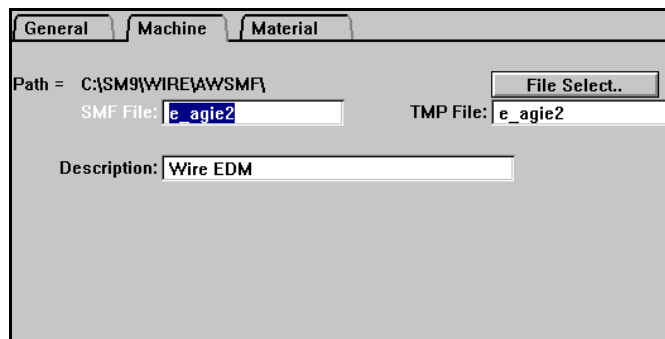 General Machine Material
Path = C:\SM9\WIRE\AWSMF\ File Select..
SMF File: e_agie2 TMP File: e_agie2
Description: Wire EDM